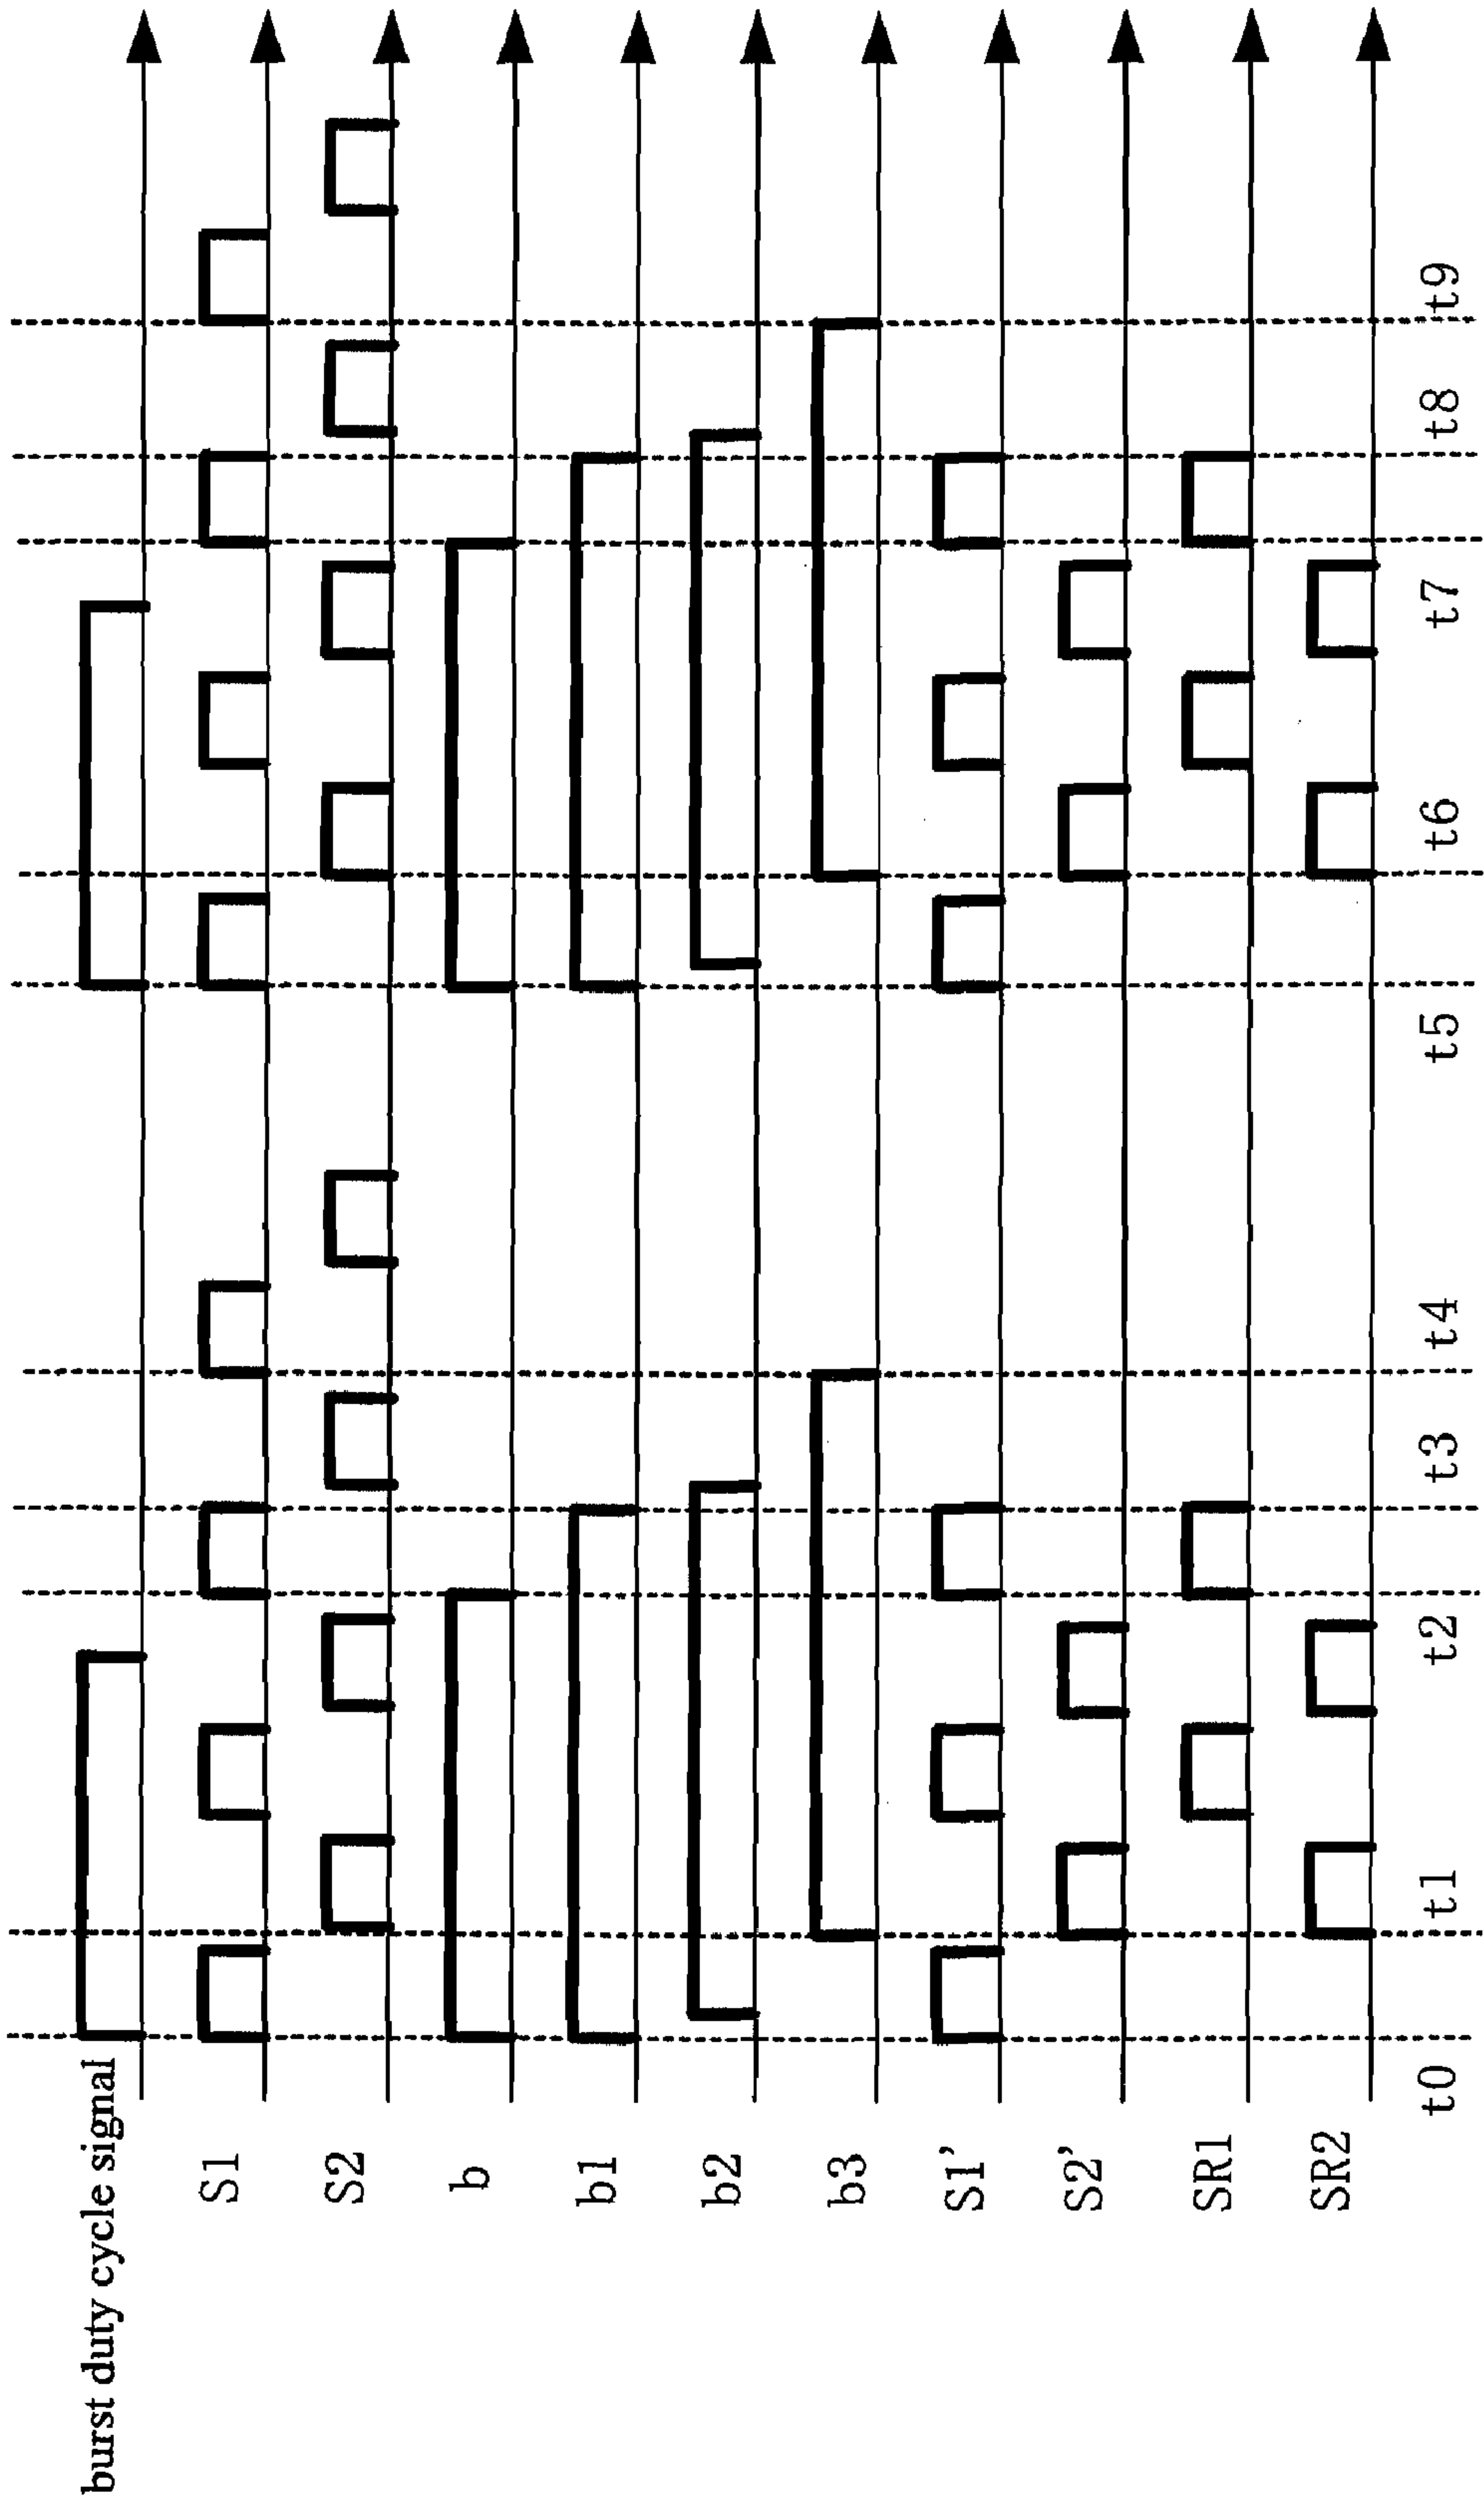 burst duty cycle signal
S1
S2
b
b1
b2
b3
S1'
S2'
SR1
SR2
t0 t1 t2 t3 t4 t5 t6 t7 t8 t9